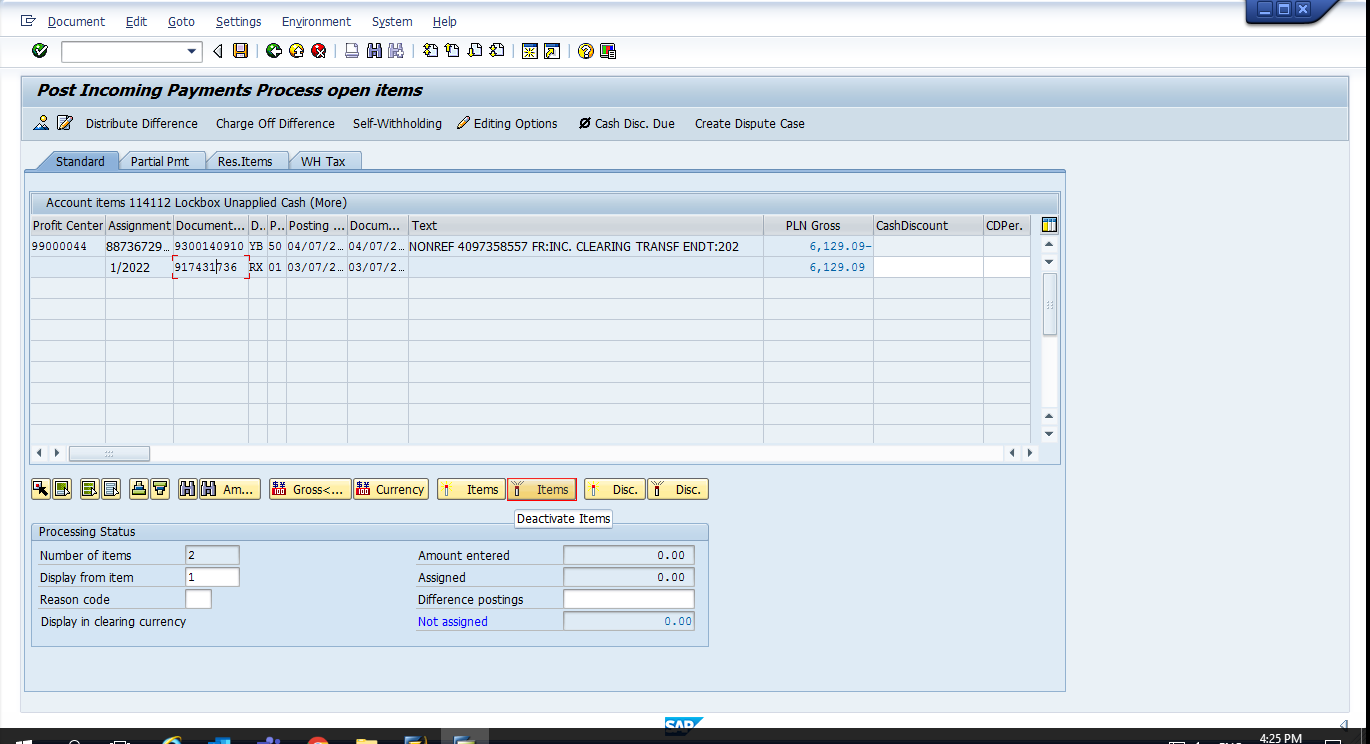 Document Edit Goto Settings Environment System Help
Post Incoming Payments Process open items
Distribute Difference Charge Off Difference Self-Withholding Editing Options Cash Disc. Due Create Dispute Case
Standard Partial Pmt Res.Items WH Tax
Account items 114112 Lockbox Unapplied Cash (More)
Profit Center Assignment Document... D.. P.. Posting ... Docum... Text PLN Gross CashDiscount CDPer.
99000044 88736729... 9300140910 YB 50 04/07/2... 04/07/2... NONREF 4097358557 FR:INC. CLEARING TRANSF ENDT:202 6,129.09-
1/2022 917431736 RX 01 03/07/2... 03/07/2... 6,129.09
Am... Gross<... Currency Items Items Disc. Disc.
Deactivate Items
Processing Status
Number of items 2 Amount entered 0.00
Display from item 1 Assigned 0.00
Reason code Difference postings
Display in clearing currency Not assigned 0.00
SAP
4:25 PM